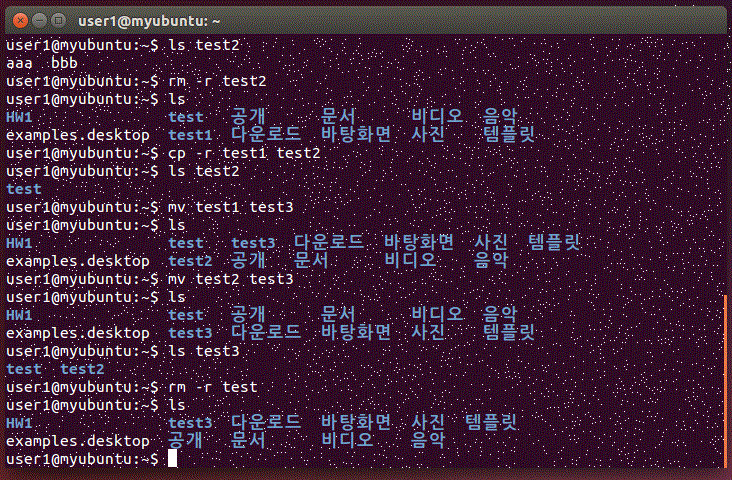 user1@myubuntu: ~
user1@myubuntu:~$ ls test2
aaa  bbb
user1@myubuntu:~$ rm -r test2
user1@myubuntu:~$ ls
HW1               test   공개      문서      비디오  음악
examples.desktop  test1  다운로드  바탕화면  사진    템플릿
user1@myubuntu:~$ cp -r test1 test2
user1@myubuntu:~$ ls test2
test
user1@myubuntu:~$ mv test1 test3
user1@myubuntu:~$ ls
HW1               test   test3  다운로드  바탕화면  사진  템플릿
examples.desktop  test2  공개   문서      비디오    음악
user1@myubuntu:~$ mv test2 test3
user1@myubuntu:~$ ls
HW1               test   공개      문서      비디오  음악
examples.desktop  test3  다운로드  바탕화면  사진    템플릿
user1@myubuntu:~$ ls test3
test  test2
user1@myubuntu:~$ rm -r test
user1@myubuntu:~$ ls
HW1               test3  다운로드  바탕화면  사진  템플릿
examples.desktop  공개   문서      비디오    음악
user1@myubuntu:~$